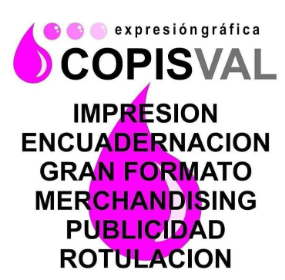 expresióngráfica
COPISVAL
IMPRESION
ENCUADERNACION
GRAN FORMATO
MERCHANDISING
PUBLICIDAD
ROTULACION